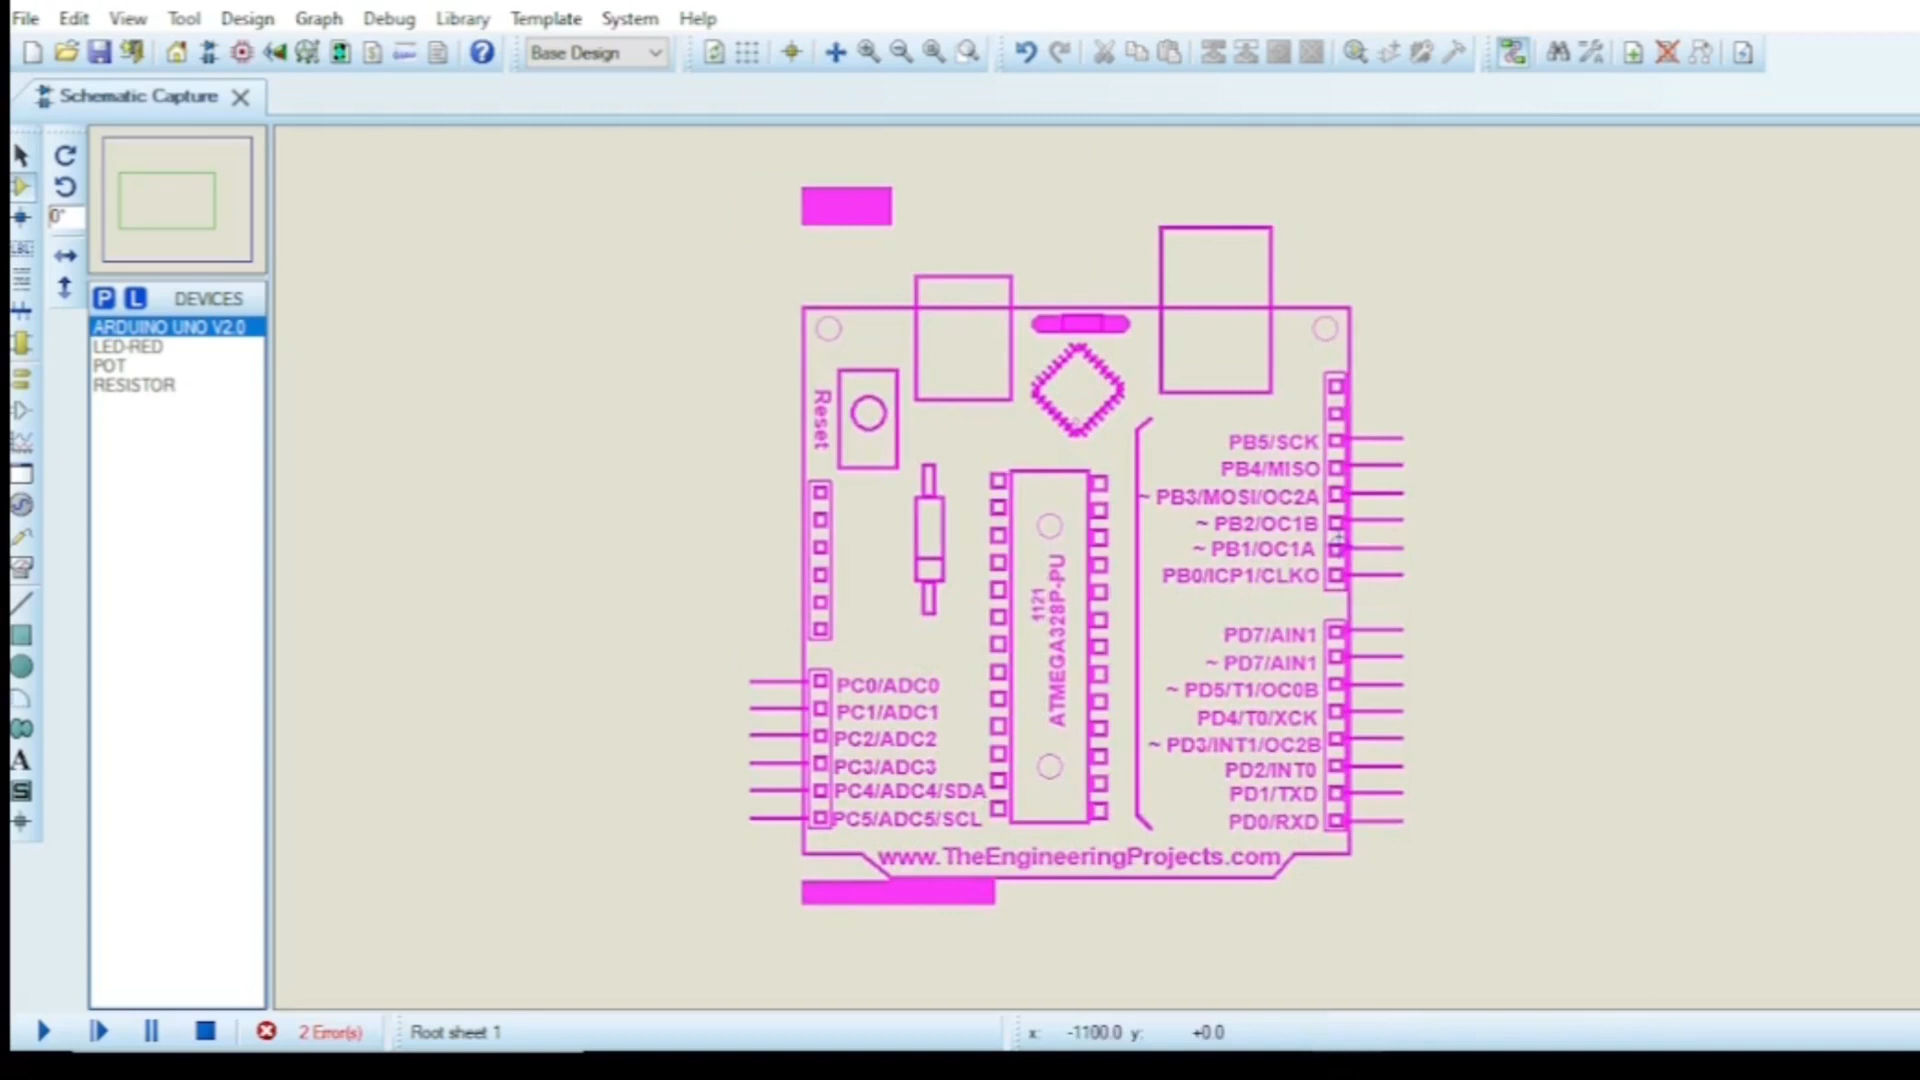 File Edit View Tool Design Graph Debug Library Template System Help
Base Design
Schematic Capture
0°
P L DEVICES
ARDUINO UNO V2.0
LED-RED
POT
RESISTOR
LBL
A
S
Reset
PB5/SCK
PB4/MISO
~ PB3/MOSI/OC2A
~ PB2/OC1B
~ PB1/OC1A
PB0/ICP1/CLKO
1121
ATMEGA328P-PU
PD7/AIN1
~ PD7/AIN1
~ PD5/T1/OC0B
PD4/T0/XCK
~ PD3/INT1/OC2B
PD2/INT0
PD1/TXD
PD0/RXD
PC0/ADC0
PC1/ADC1
PC2/ADC2
PC3/ADC3
PC4/ADC4/SDA
PC5/ADC5/SCL
www.TheEngineeringProjects.com
2 Error(s) Root sheet 1 x: -1100.0 y: +0.0